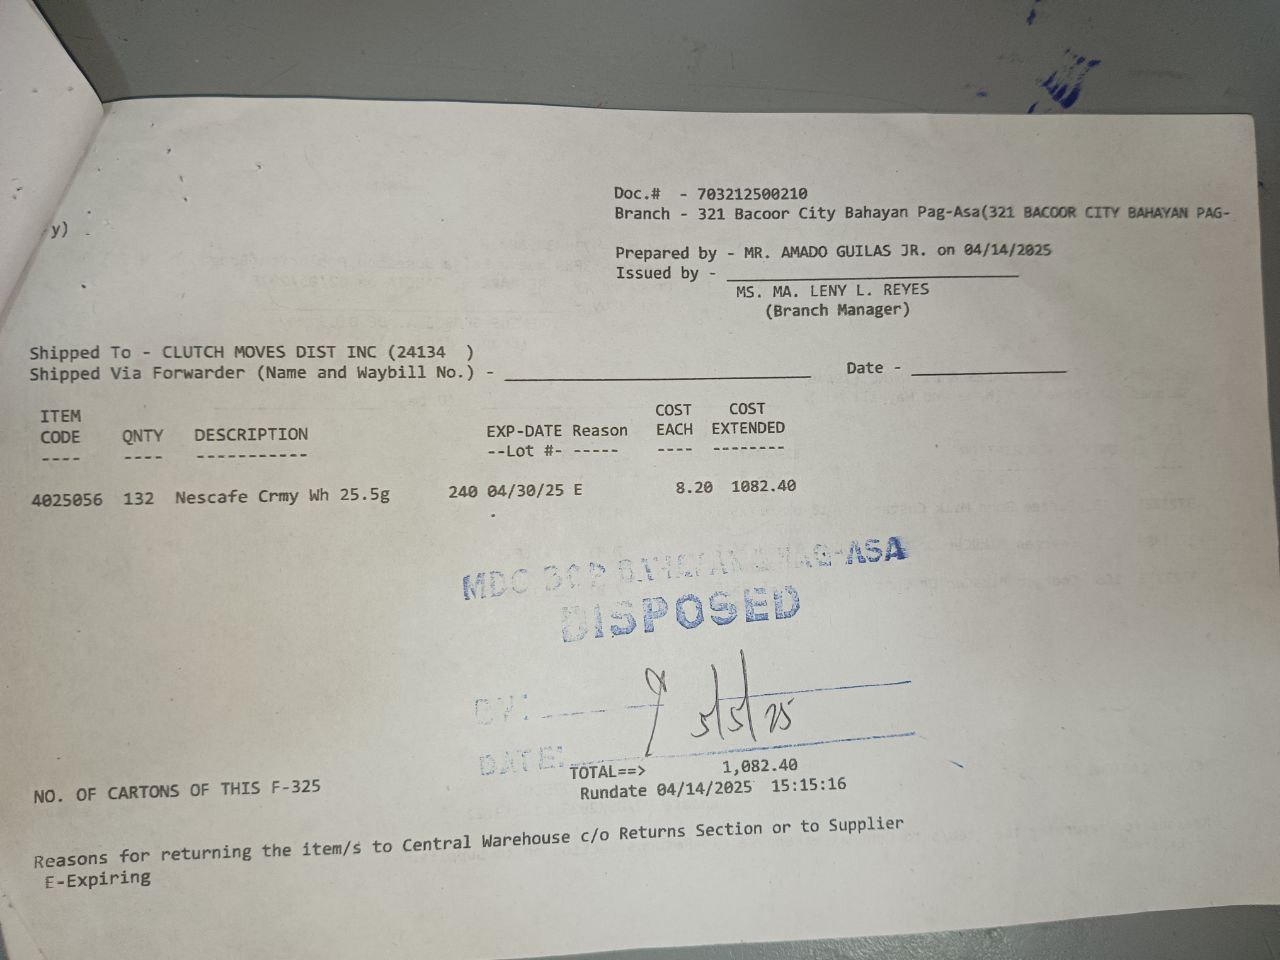 Doc.# - 703212500210
Branch - 321 Bacoor City Bahayan Pag-Asa(321 BACOOR CITY BAHAYAN PAG-
y)
Prepared by - MR. AMADO GUILAS JR. on 04/14/2025
Issued by - ____________________
MS. MA. LENY L. REYES
(Branch Manager)
Shipped To - CLUTCH MOVES DIST INC (24134 )
Shipped Via Forwarder (Name and Waybill No.) - ____________________ Date - __________
ITEM COST COST
CODE QNTY DESCRIPTION EXP-DATE Reason EACH EXTENDED
---- ---- ----------- --Lot #- ----- ---- --------
4025056 132 Nescafe Crmy Wh 25.5g 240 04/30/25 E 8.20 1082.40
MDC PAG-ASA
DISPOSED
BY:
5/5/25
DATE:
TOTAL==> 1,082.40
NO. OF CARTONS OF THIS F-325
Rundate 04/14/2025 15:15:16
Reasons for returning the item/s to Central Warehouse c/o Returns Section or to Supplier
E-Expiring